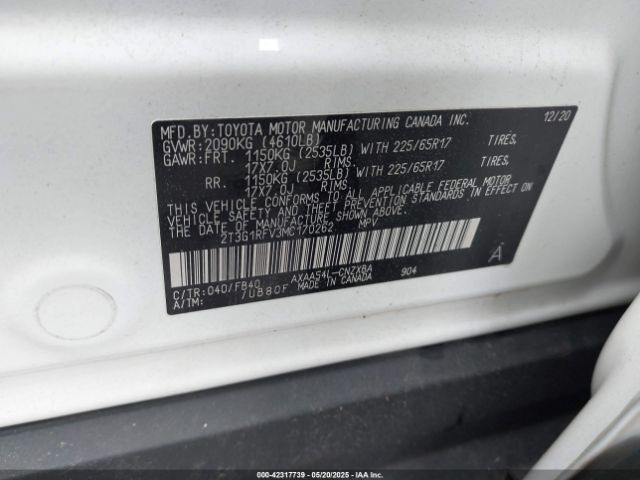 MFD.BY:TOYOTA MOTOR MANUFACTURING CANADA INC. 12/20
GVWR:2090KG (4610LB)
GAWR:FRT. 1150KG (2535LB) WITH 225/65R17 TIRES,
17X7.0J RIMS,
RR. 1150KG (2535LB) WITH 225/65R17 TIRES,
17X7.0J RIMS.
THIS VEHICLE CONFORMS TO ALL APPLICABLE FEDERAL MOTOR
VEHICLE SAFETY AND THEFT PREVENTION STANDARDS IN EFFECT
ON THE DATE OF MANUFACTURE SHOWN ABOVE.
2T3G1RFV3MC170262 MPV
A
C/TR:040/FB40 AXAA54L-CNZXBA 904
A/TM: /UB80F MADE IN CANADA
000-42317739 - 05/20/2025 - IAAI.CA